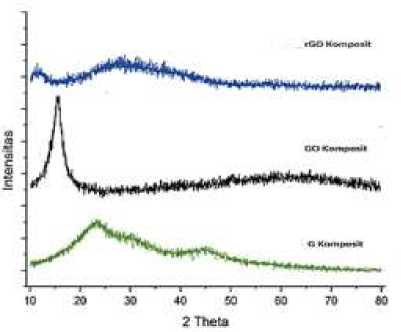 rGO Komposit
GO Komposit
G Komposit
Intensitas
10 20 30 40 50 60 70 80
2 Theta